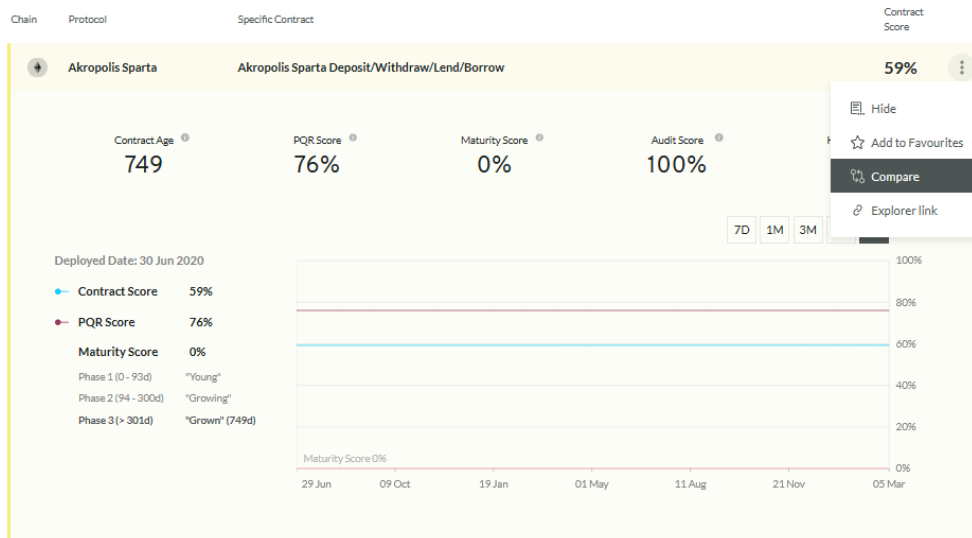 Chain Protocol Specific Contract Contract Score
Akropolis Sparta Akropolis Sparta Deposit/Withdraw/Lend/Borrow 59%
Hide
Add to Favourites
Compare
Explorer link
Contract Age PQR Score Maturity Score Audit Score
749 76% 0% 100%
7D 1M 3M
Deployed Date: 30 Jun 2020
Contract Score 59%
PQR Score 76%
Maturity Score 0%
Phase 1 (0 - 93d) "Young"
Phase 2 (94 - 300d) "Growing"
Phase 3 (> 301d) "Grown" (749d)
100%
80%
60%
40%
20%
0%
Maturity Score 0%
29 Jun 09 Oct 19 Jan 01 May 11 Aug 21 Nov 05 Mar